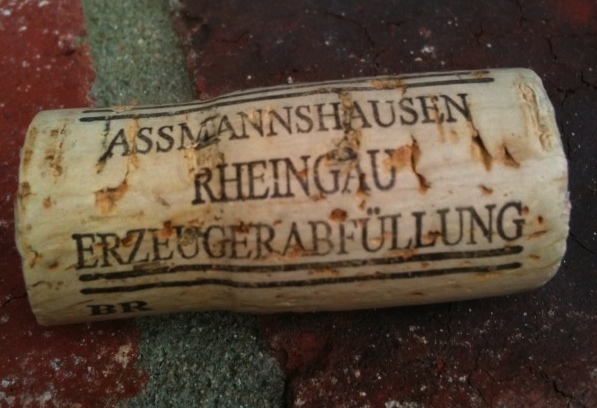 ASSMANNSHAUSEN
RHEINGAU
ERZEUGERABFÜLLUNG
BR